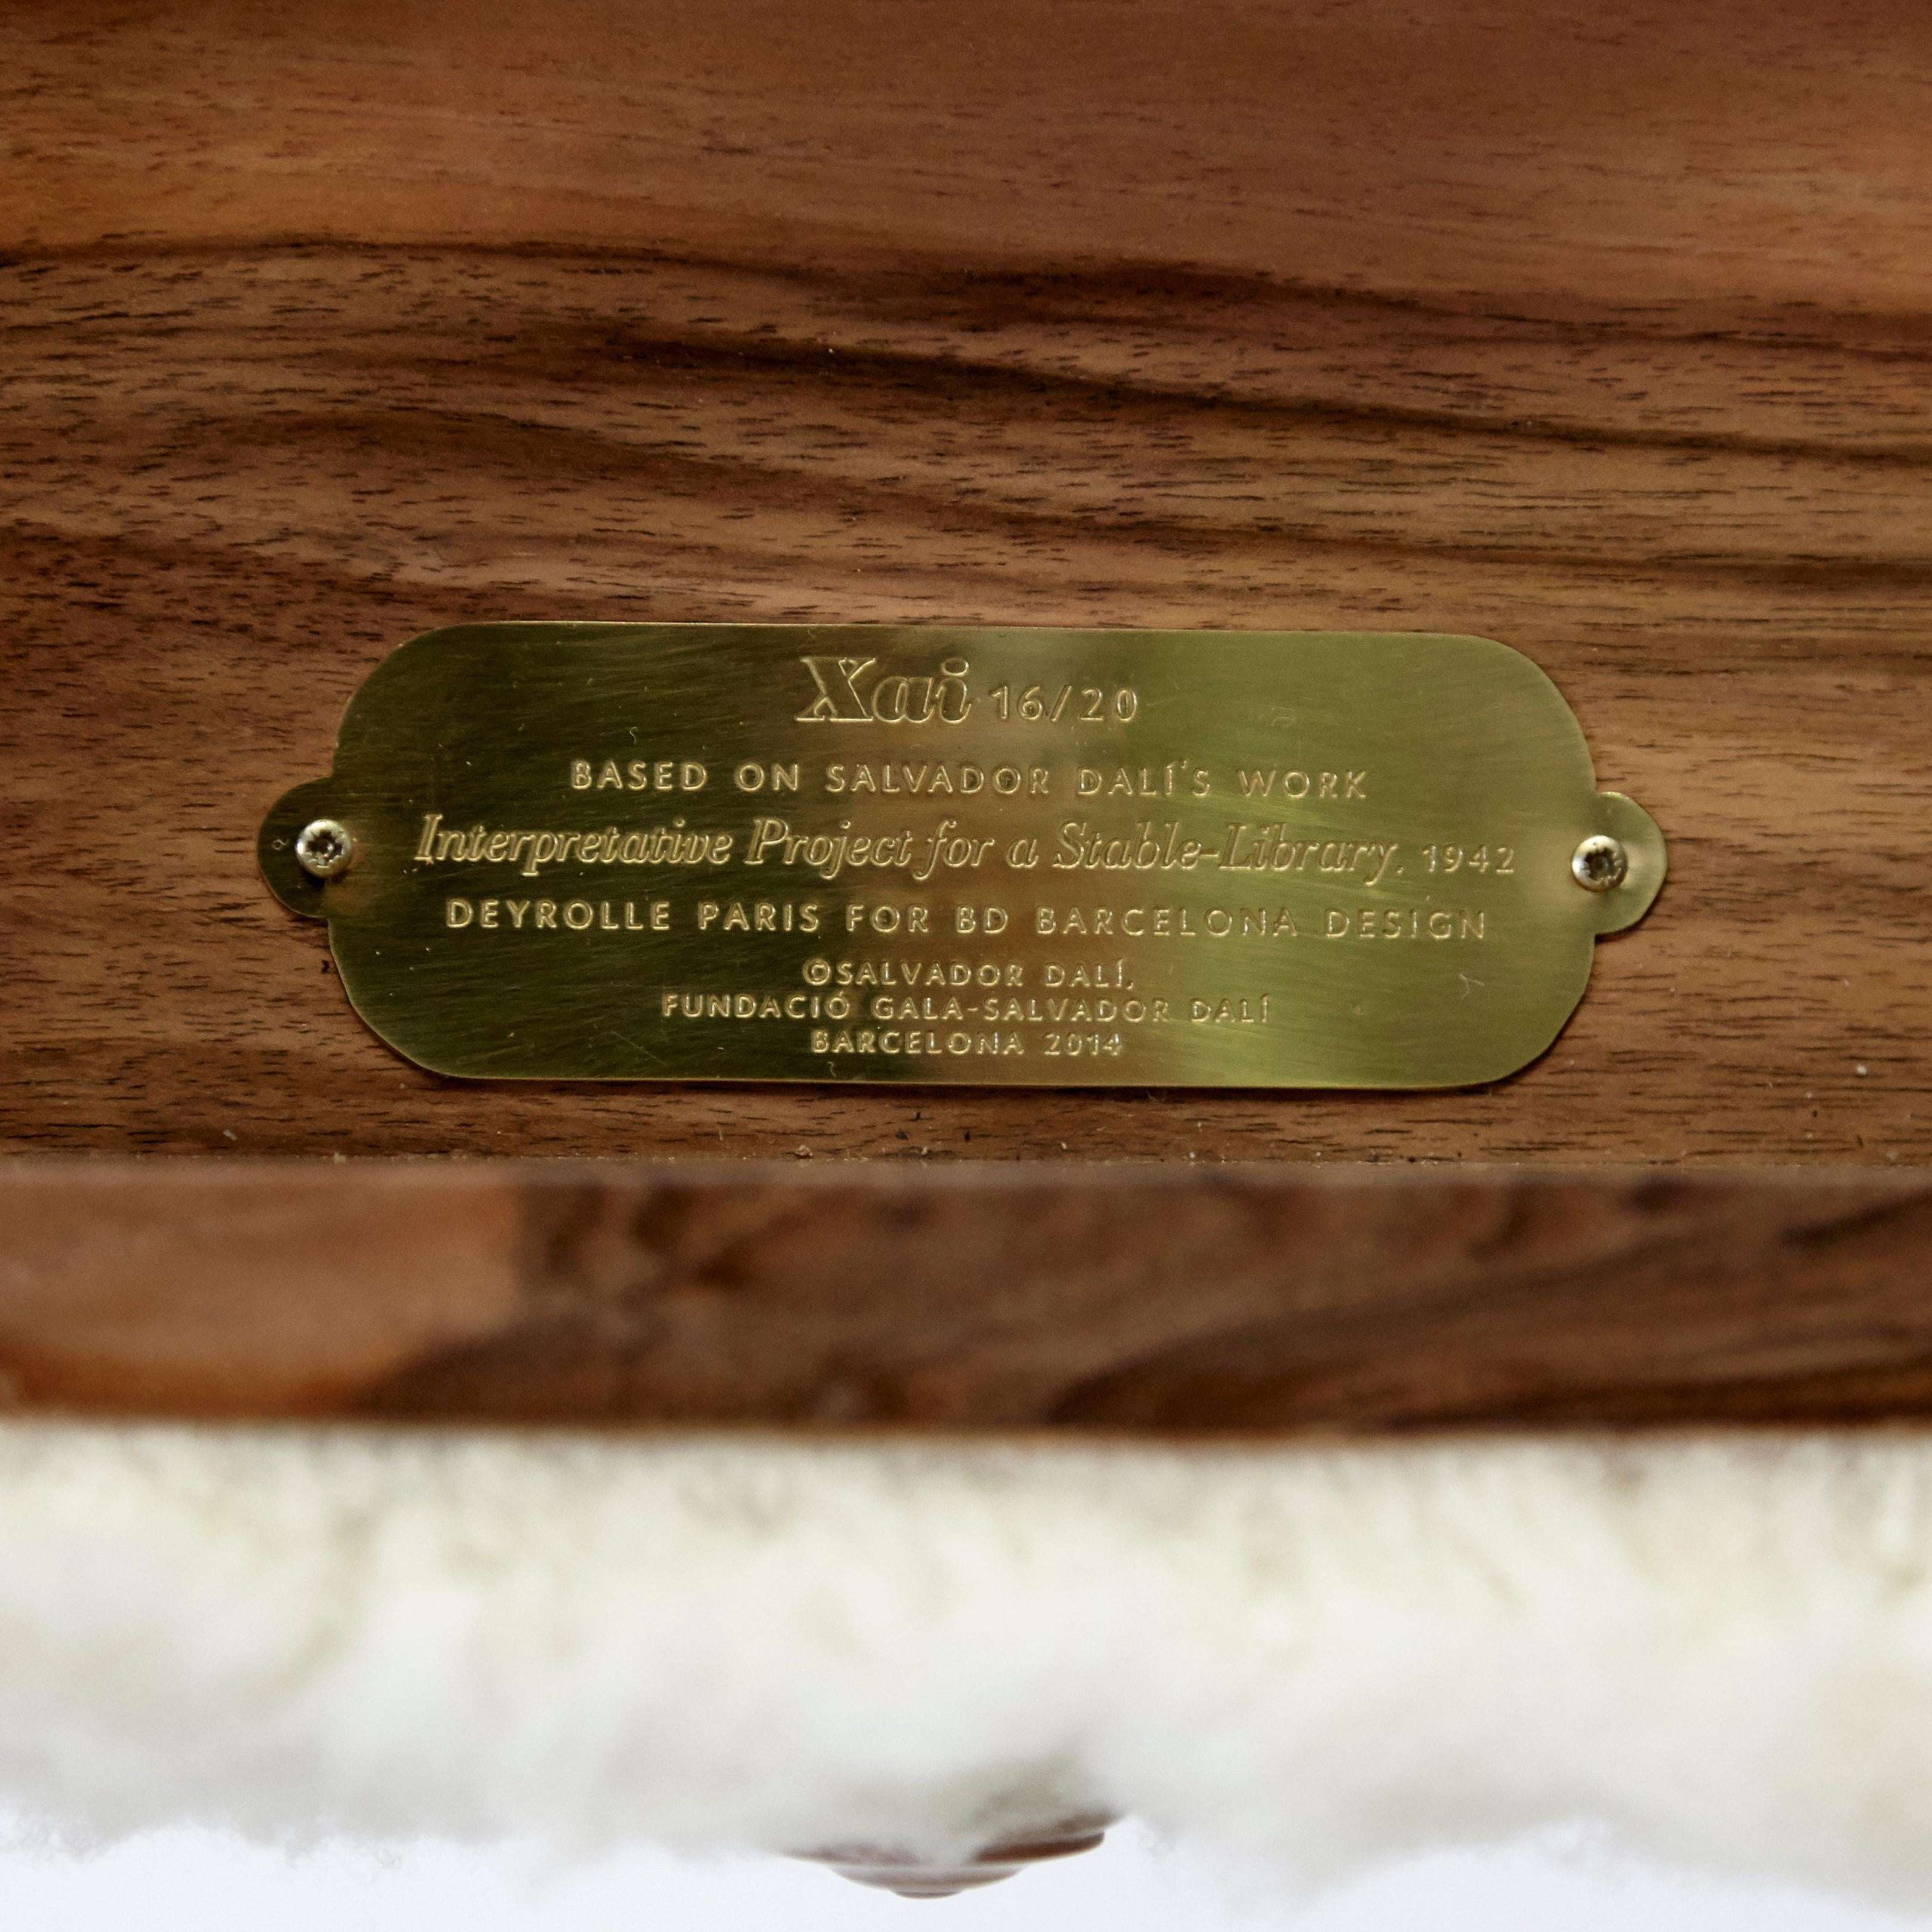 Xai 16/20
BASED ON SALVADOR DALÍ'S WORK
Interpretative Project for a Stable-Library, 1942
DEYROLLE PARIS FOR BD BARCELONA DESIGN
©SALVADOR DALÍ,
FUNDACIÓ GALA-SALVADOR DALÍ
BARCELONA 2014